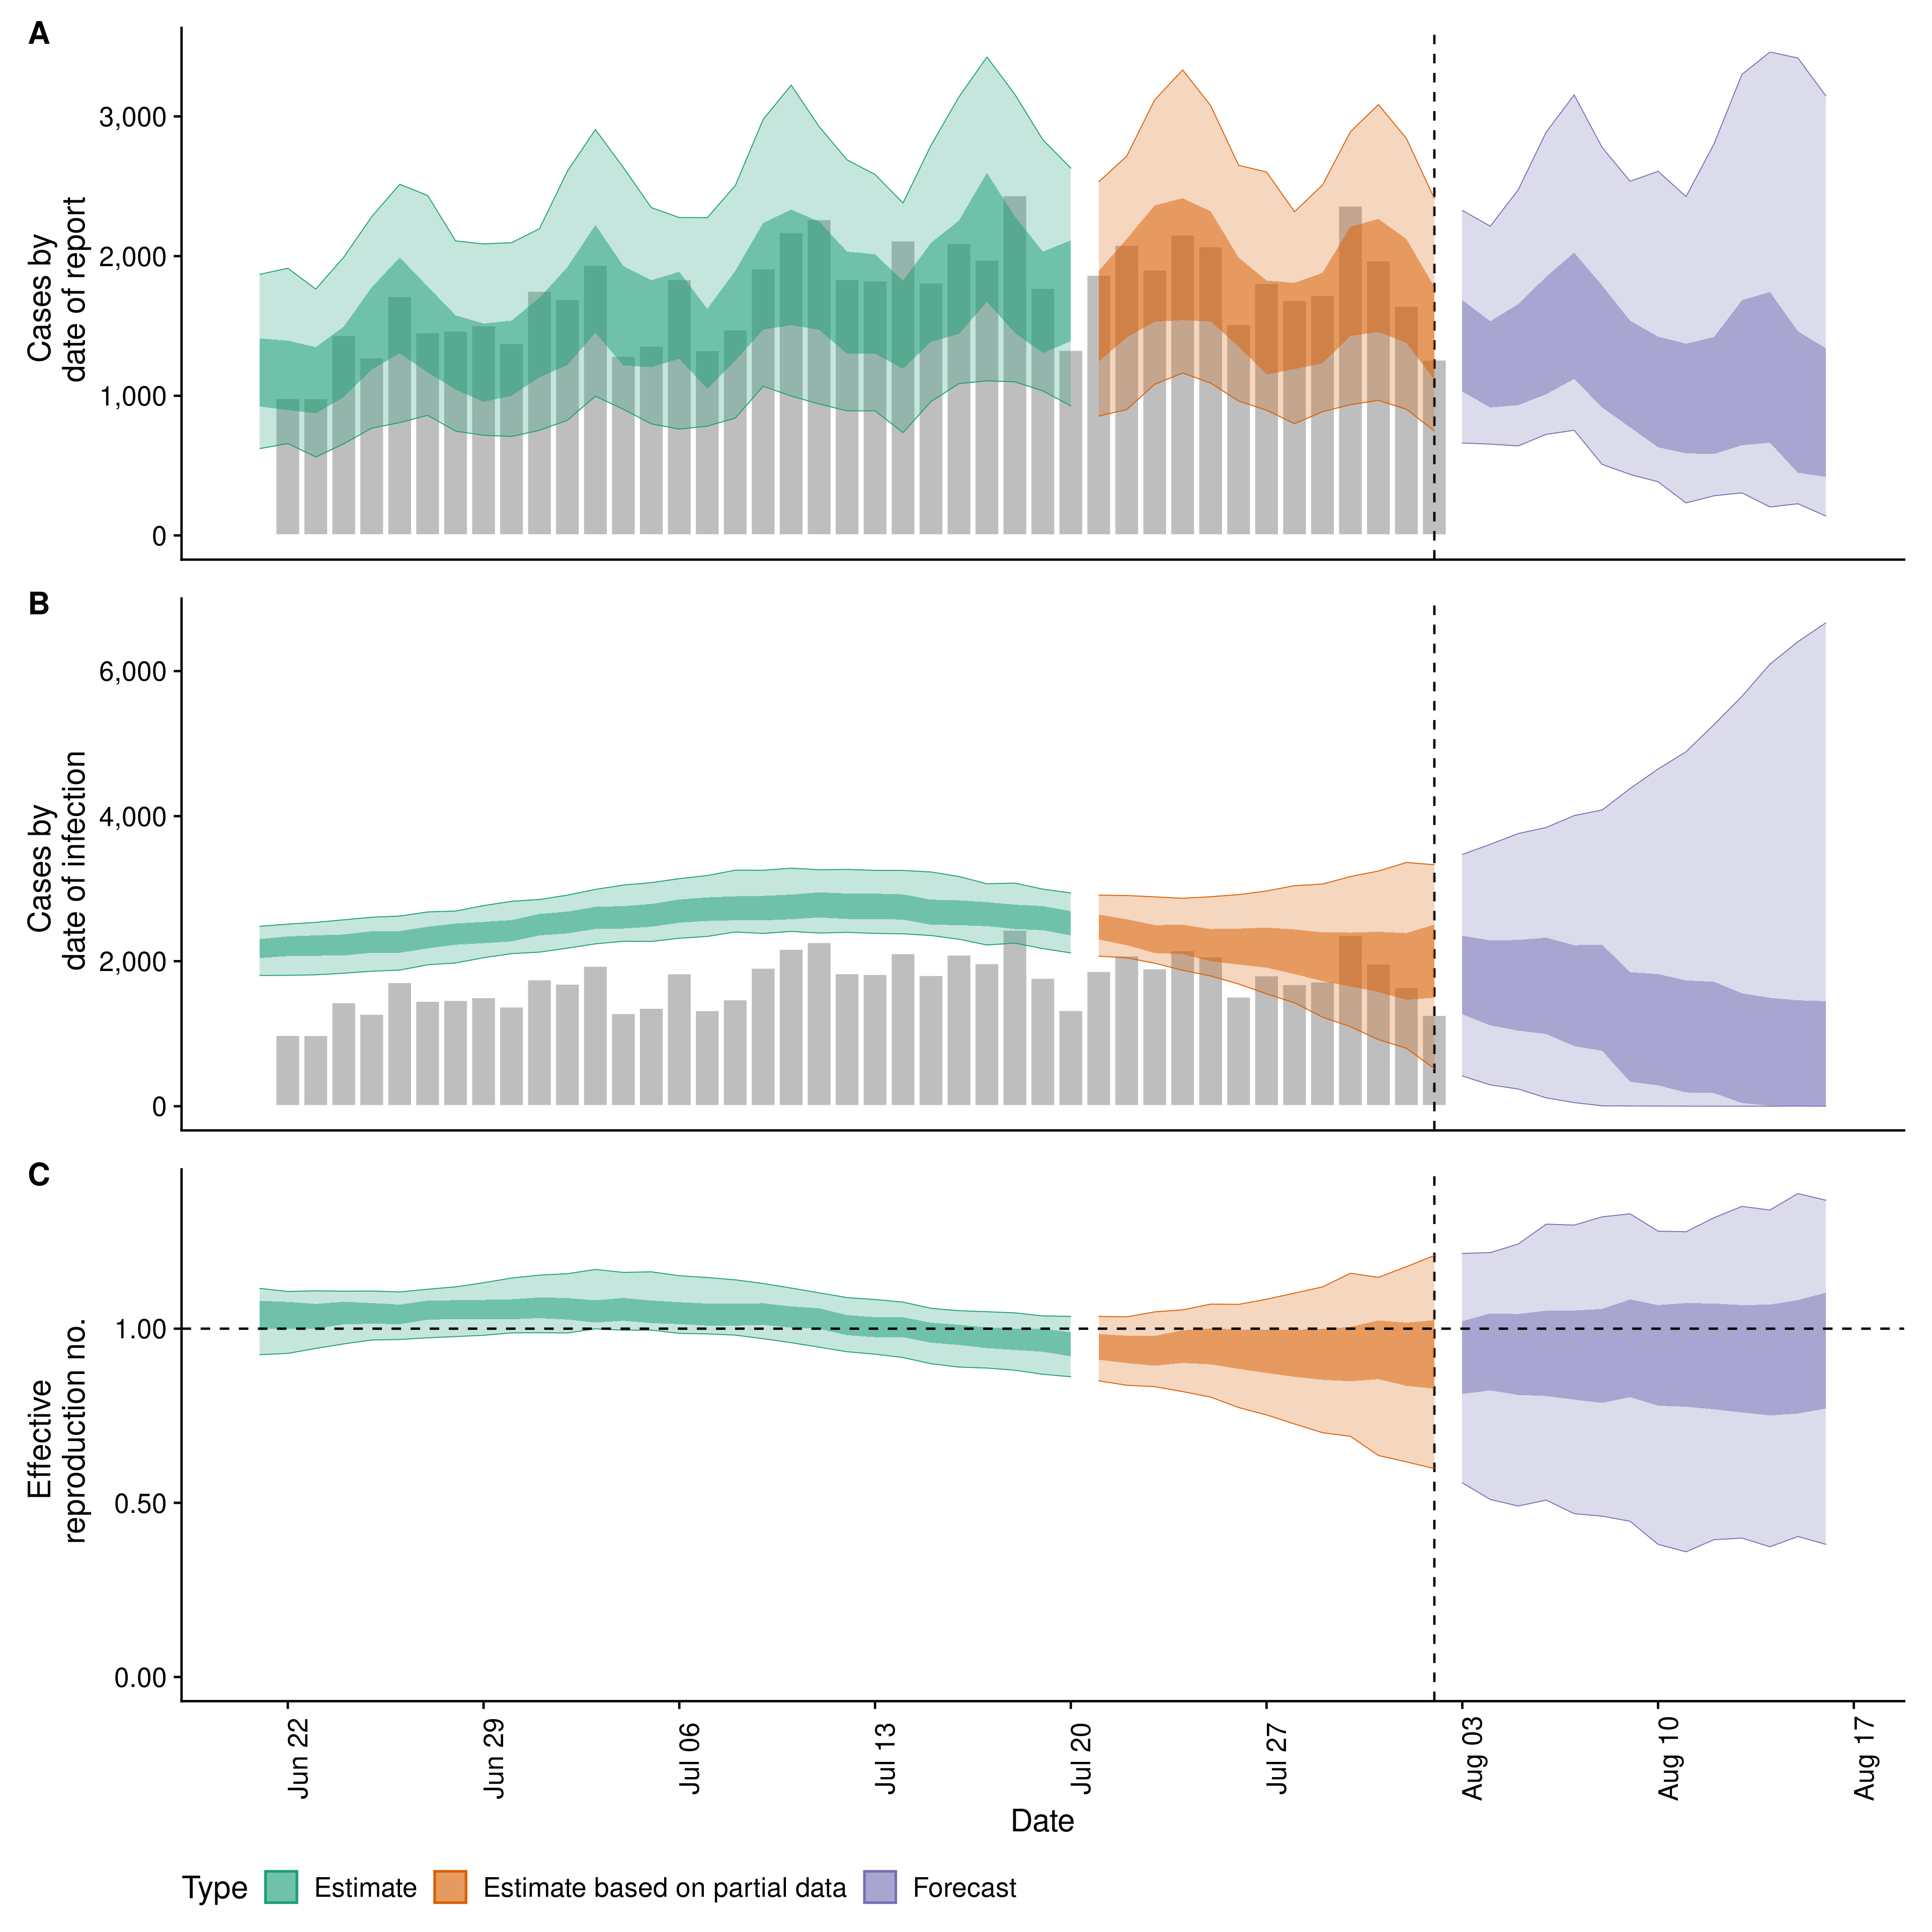 A
Cases by
date of report
3,000
2,000
1,000
0
B
Cases by
date of infection
6,000
4,000
2,000
0
C
Effective
reproduction no.
1.00
0.50
0.00
Jun 22
Jun 29
Jul 06
Jul 13
Jul 20
Jul 27
Aug 03
Aug 10
Aug 17
Date
Type Estimate Estimate based on partial data Forecast